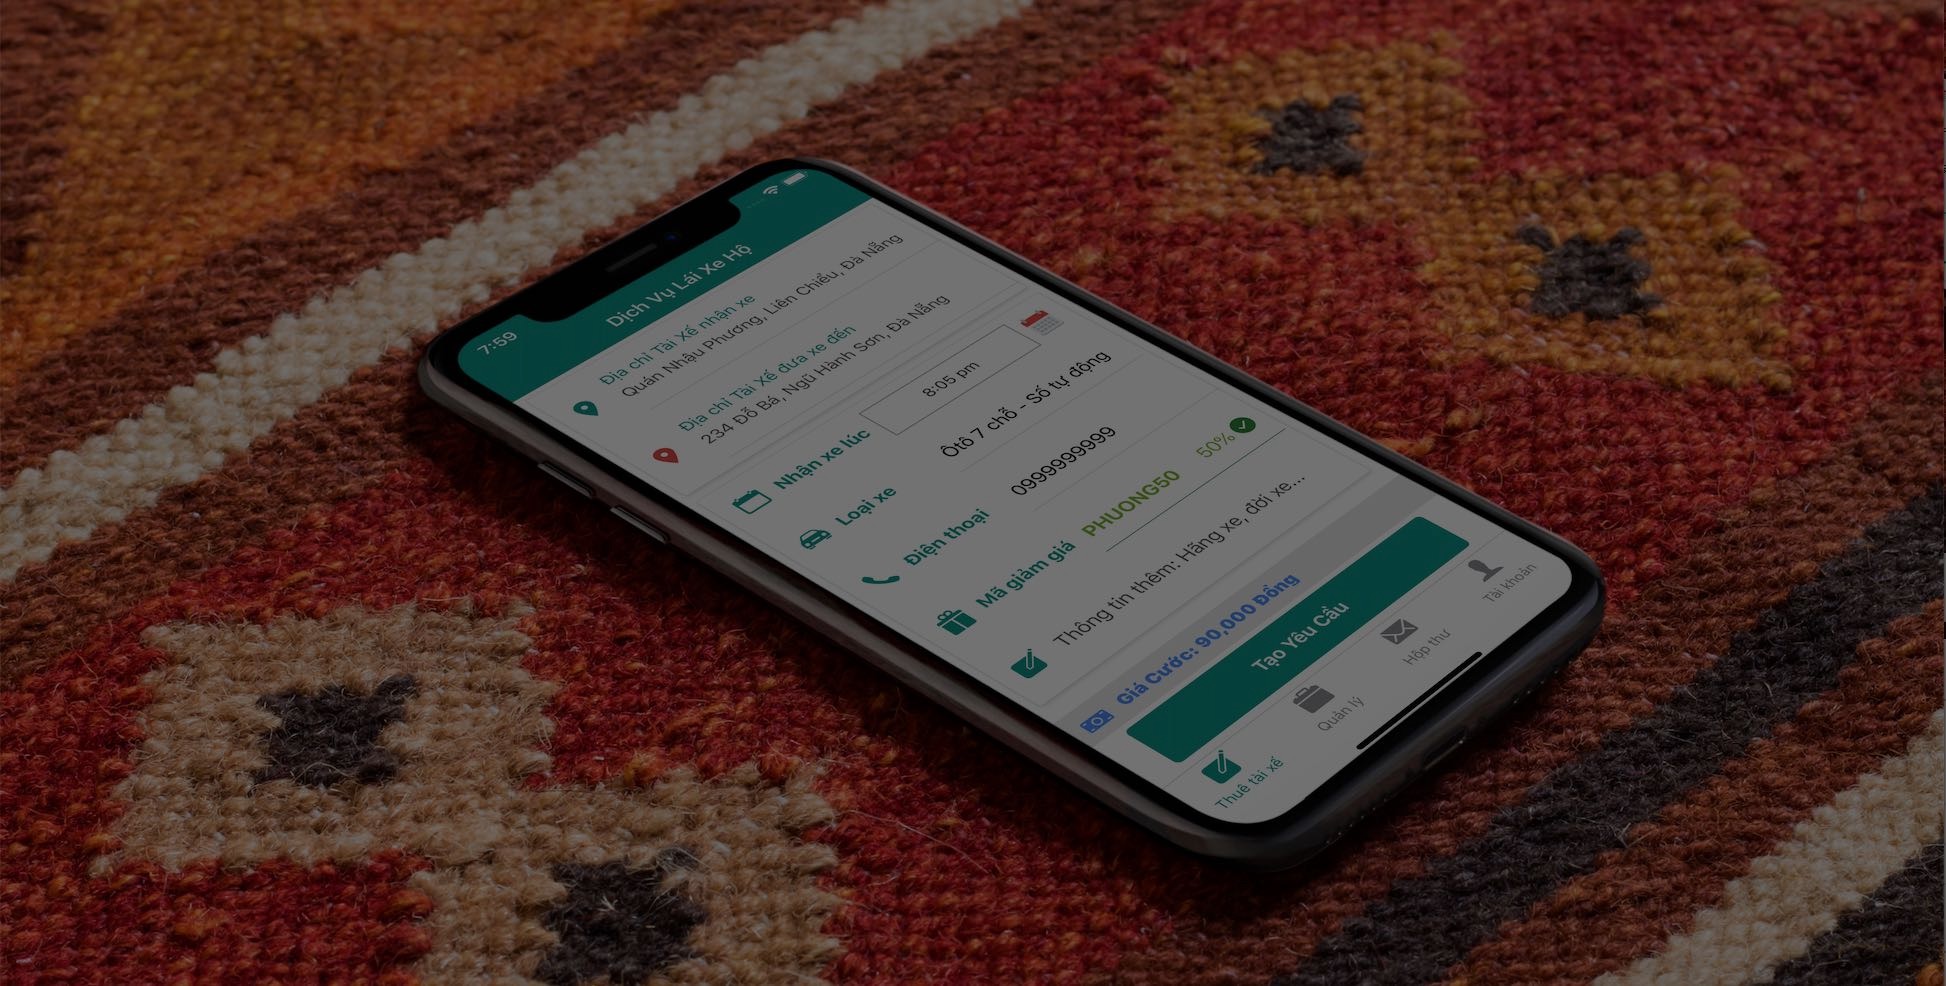 7:59
Dịch Vụ Lái Xe Hộ
Địa chỉ Tài Xế nhận xe
Quán Nhậu Phương, Liên Chiểu, Đà Nẵng
Địa chỉ Tài Xế đưa xe đến
234 Đỗ Bá, Ngũ Hành Sơn, Đà Nẵng
Nhận xe lúc 8:05 pm
Loại xe Ôtô 7 chỗ - Số tự động
Điện thoại 0999999999
Mã giảm giá PHUONG50 50%
Thông tin thêm: Hãng xe, đời xe...
Giá Cước: 90,000 Đồng
Tạo Yêu Cầu
Thuê tài xế Quản lý Hộp thư Tài khoản